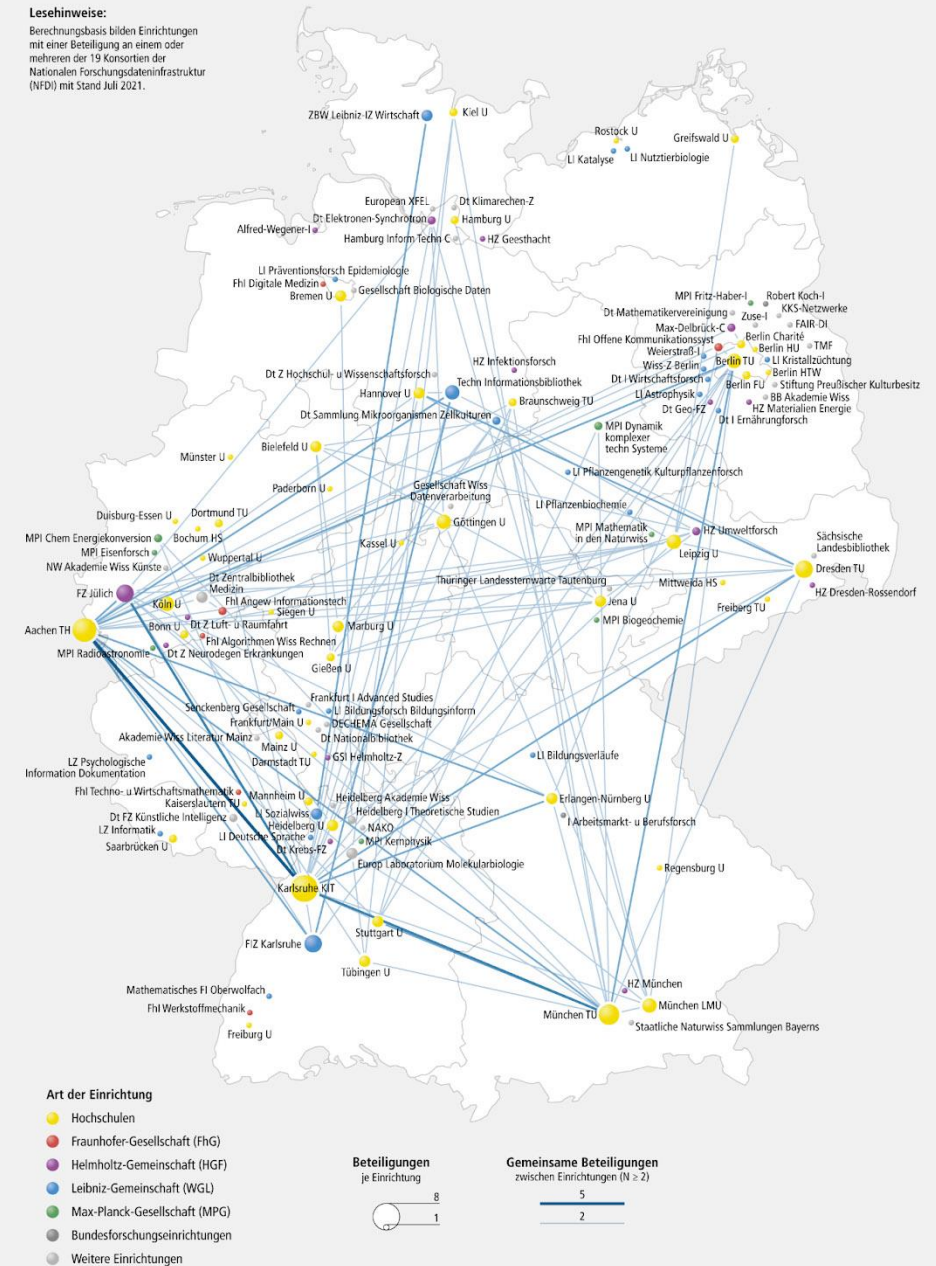 Lesehinweise:
Berechnungsbasis bilden Einrichtungen
mit einer Beteiligung an einem oder
mehreren der 19 Konsortien der
Nationalen Forschungsdateninfrastruktur
(NFDI) mit Stand Juli 2021.
ZBW Leibniz-IZ Wirtschaft
Kiel U
Rostock U
Greifswald U
LI Katalyse
LI Nutztierbiologie
European XFEL
Dt Klimarechen-Z
Dt Elektronen-Synchrotron
Hamburg U
Alfred-Wegener-I
Hamburg Inform Techn C
HZ Geesthacht
LI Präventionsforsch Epidemiologie
FhI Digitale Medizin
Bremen U
Gesellschaft Biologische Daten
MPI Fritz-Haber-I
Robert Koch-I
KKS-Netzwerke
Dt Mathematikervereinigung
Zuse-I
FAIR-DI
Max-Delbrück-C
Berlin Charité
FhI Offene Kommunikationssyst
Berlin HU
TMF
Weierstraß-I
Berlin TU
LI Kristallzüchtung
Wiss-Z Berlin
Berlin HTW
Dt I Wirtschaftsforsch
Berlin FU
Stiftung Preußischer Kulturbesitz
LI Astrophysik
BB Akademie Wiss
Dt Geo-FZ
HZ Materialien Energie
Dt I Ernährungforsch
HZ Infektionsforsch
Dt Z Hochschul- u Wissenschaftsforsch
Techn Informationsbibliothek
Hannover U
Braunschweig TU
Dt Sammlung Mikroorganismen Zellkulturen
MPI Dynamik
komplexer
techn Systeme
Bielefeld U
Münster U
LI Pflanzengenetik Kulturpflanzenforsch
Paderborn U
Gesellschaft Wiss
Datenverarbeitung
LI Pflanzenbiochemie
Duisburg-Essen U
Dortmund TU
Göttingen U
MPI Mathematik
in den Naturwiss
HZ Umweltforsch
MPI Chem Energiekonversion
Bochum HS
Kassel U
Leipzig U
Sächsische
Landesbibliothek
MPI Eisenforsch
Wuppertal U
NW Akademie Wiss Künste
Dresden TU
Dt Zentralbibliothek
Medizin
Thüringer Landessternwarte Tautenburg
Mittweida HS
HZ Dresden-Rossendorf
FZ Jülich
Köln U
FhI Angew Informationstech
Siegen U
Jena U
Freiberg TU
Aachen TH
Bonn U
Dt Z Luft- u Raumfahrt
Marburg U
MPI Biogeochemie
FhI Algorithmen Wiss Rechnen
MPI Radioastronomie
Dt Z Neurodegen Erkrankungen
Gießen U
Frankfurt I Advanced Studies
Senckenberg Gesellschaft
LI Bildungsforsch Bildungsinform
Frankfurt/Main U
DECHEMA Gesellschaft
Akademie Wiss Literatur Mainz
Dt Nationalbibliothek
Mainz U
Darmstadt TU
GSI Helmholtz-Z
LZ Psychologische
Information Dokumentation
LI Bildungsverläufe
FhI Techno- u Wirtschaftsmathematik
Mannheim U
Heidelberg Akademie Wiss
Erlangen-Nürnberg U
Kaiserslautern TU
LI Sozialwiss
Heidelberg I Theoretische Studien
Dt FZ Künstliche Intelligenz
Heidelberg U
NAKO
I Arbeitsmarkt- u Berufsforsch
LZ Informatik
LI Deutsche Sprache
MPI Kernphysik
Saarbrücken U
Dt Krebs-FZ
Europ Laboratorium Molekularbiologie
Regensburg U
Karlsruhe KIT
Stuttgart U
FIZ Karlsruhe
Tübingen U
HZ München
Mathematisches FI Oberwolfach
München LMU
FhI Werkstoffmechanik
München TU
Staatliche Naturwiss Sammlungen Bayerns
Freiburg U
Art der Einrichtung
Hochschulen
Fraunhofer-Gesellschaft (FhG)
Helmholtz-Gemeinschaft (HGF)
Leibniz-Gemeinschaft (WGL)
Max-Planck-Gesellschaft (MPG)
Bundesforschungseinrichtungen
Weitere Einrichtungen
Beteiligungen
je Einrichtung
8
1
Gemeinsame Beteiligungen
zwischen Einrichtungen (N ≥ 2)
5
2